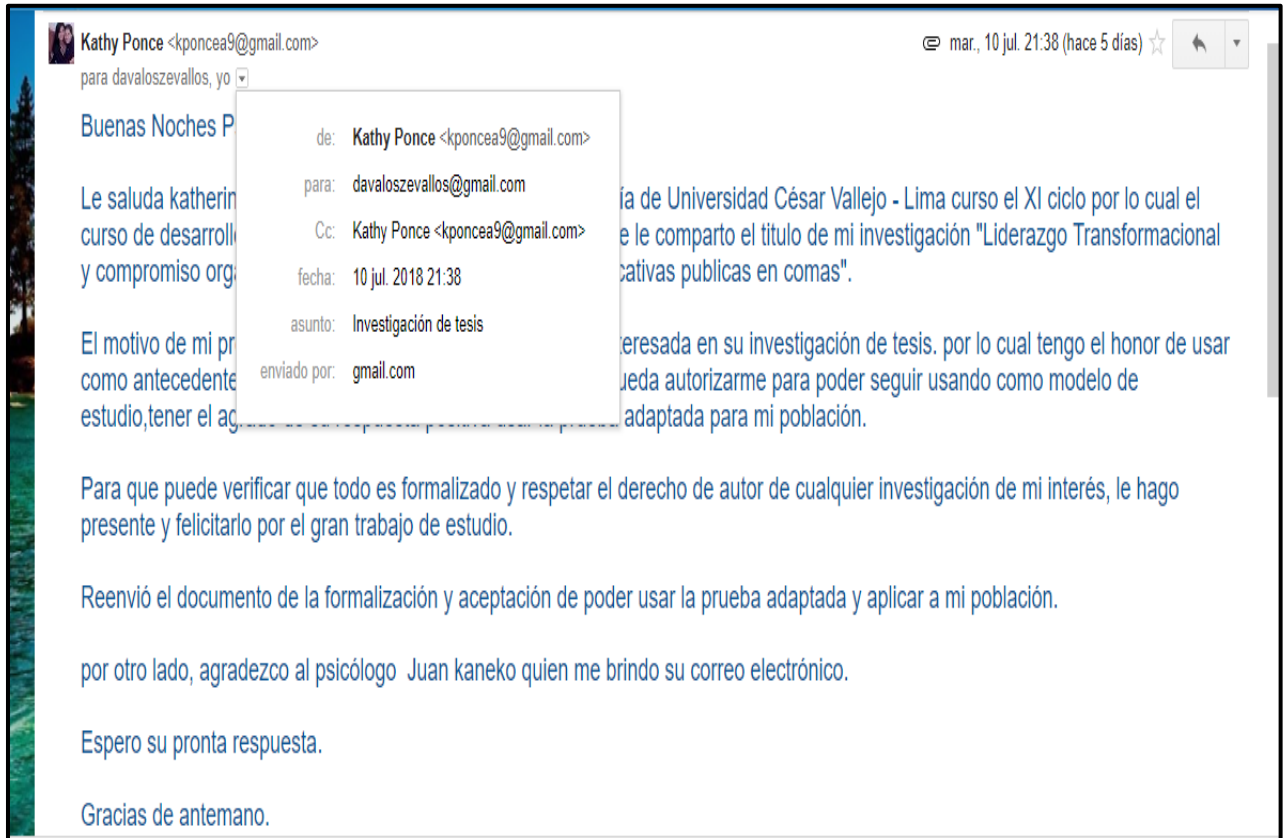 Kathy Ponce <kponcea9@gmail.com> mar., 10 jul. 21:38 (hace 5 días)
para davaloszevallos, yo
Buenas Noches P
de: Kathy Ponce <kponcea9@gmail.com>
para: davaloszevallos@gmail.com
Cc: Kathy Ponce <kponcea9@gmail.com>
fecha: 10 jul. 2018 21:38
asunto: Investigación de tesis
enviado por: gmail.com
Le saluda katherin ía de Universidad César Vallejo - Lima curso el XI ciclo por lo cual el
curso de desarroll e le comparto el titulo de mi investigación "Liderazgo Transformacional
y compromiso org cativas publicas en comas".
El motivo de mi pr teresada en su investigación de tesis. por lo cual tengo el honor de usar
como antecedente ueda autorizarme para poder seguir usando como modelo de
estudio,tener el adaptada para mi población.
Para que puede verificar que todo es formalizado y respetar el derecho de autor de cualquier investigación de mi interés, le hago
presente y felicitarlo por el gran trabajo de estudio.
Reenvió el documento de la formalización y aceptación de poder usar la prueba adaptada y aplicar a mi población.
por otro lado, agradezco al psicólogo Juan kaneko quien me brindo su correo electrónico.
Espero su pronta respuesta.
Gracias de antemano.